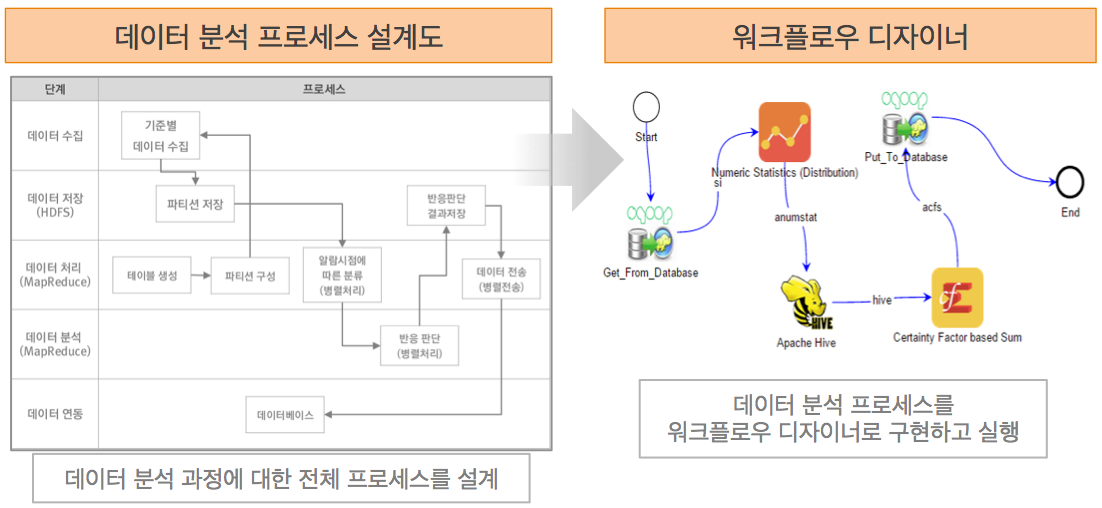 데이터 분석 프로세스 설계도
단계
프로세스
데이터 수집
기준별
데이터 수집
데이터 저장
(HDFS)
파티션 저장
반응판단
결과저장
데이터 처리
(MapReduce)
테이블 생성
파티션 구성
알람시점에
따른 분류
(병렬처리)
데이터 전송
(병렬전송)
데이터 분석
(MapReduce)
반응 판단
(병렬처리)
데이터 연동
데이터베이스
데이터 분석 과정에 대한 전체 프로세스를 설계
워크플로우 디자이너
Start
sqoop
Get_From_Database
si
Numeric Statistics (Distribution)
anumstat
HIVE
Apache Hive
hive
cf
E
Certainty Factor based Sum
acfs
sqoop
Put_To_Database
End
데이터 분석 프로세스를
워크플로우 디자이너로 구현하고 실행